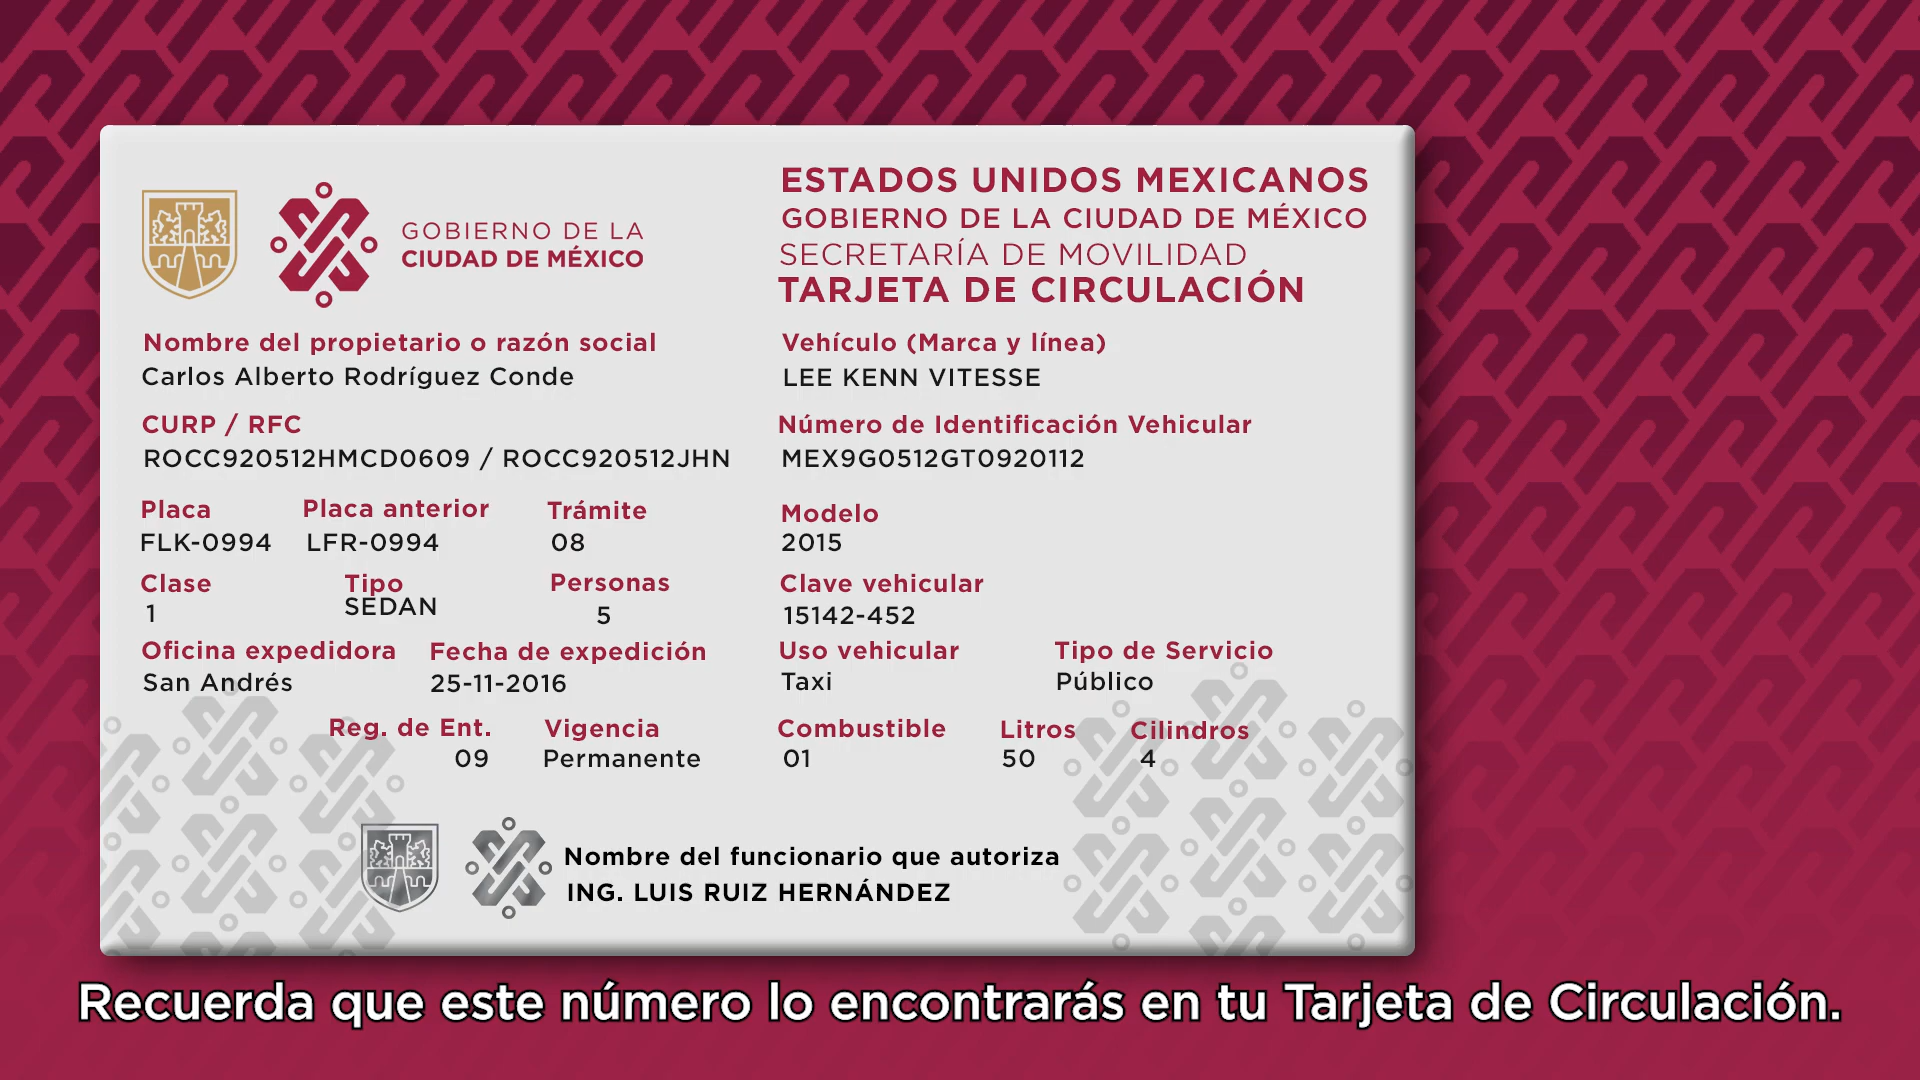 GOBIERNO DE LA
CIUDAD DE MÉXICO
ESTADOS UNIDOS MEXICANOS
GOBIERNO DE LA CIUDAD DE MÉXICO
SECRETARÍA DE MOVILIDAD
TARJETA DE CIRCULACIÓN
Nombre del propietario o razón social
Carlos Alberto Rodríguez Conde
Vehículo (Marca y línea)
LEE KENN VITESSE
CURP / RFC
ROCC920512HMCD0609 / ROCC920512JHN
Número de Identificación Vehicular
MEX9G0512GT0920112
Placa Placa anterior Trámite
FLK-0994 LFR-0994 08
Modelo
2015
Clase Tipo Personas
1 SEDAN 5
Clave vehicular
15142-452
Oficina expedidora Fecha de expedición
San Andrés 25-11-2016
Uso vehicular Tipo de Servicio
Taxi Público
Reg. de Ent. Vigencia
09 Permanente
Combustible Litros Cilindros
01 50 4
Nombre del funcionario que autoriza
ING. LUIS RUIZ HERNÁNDEZ
Recuerda que este número lo encontrarás en tu Tarjeta de Circulación.